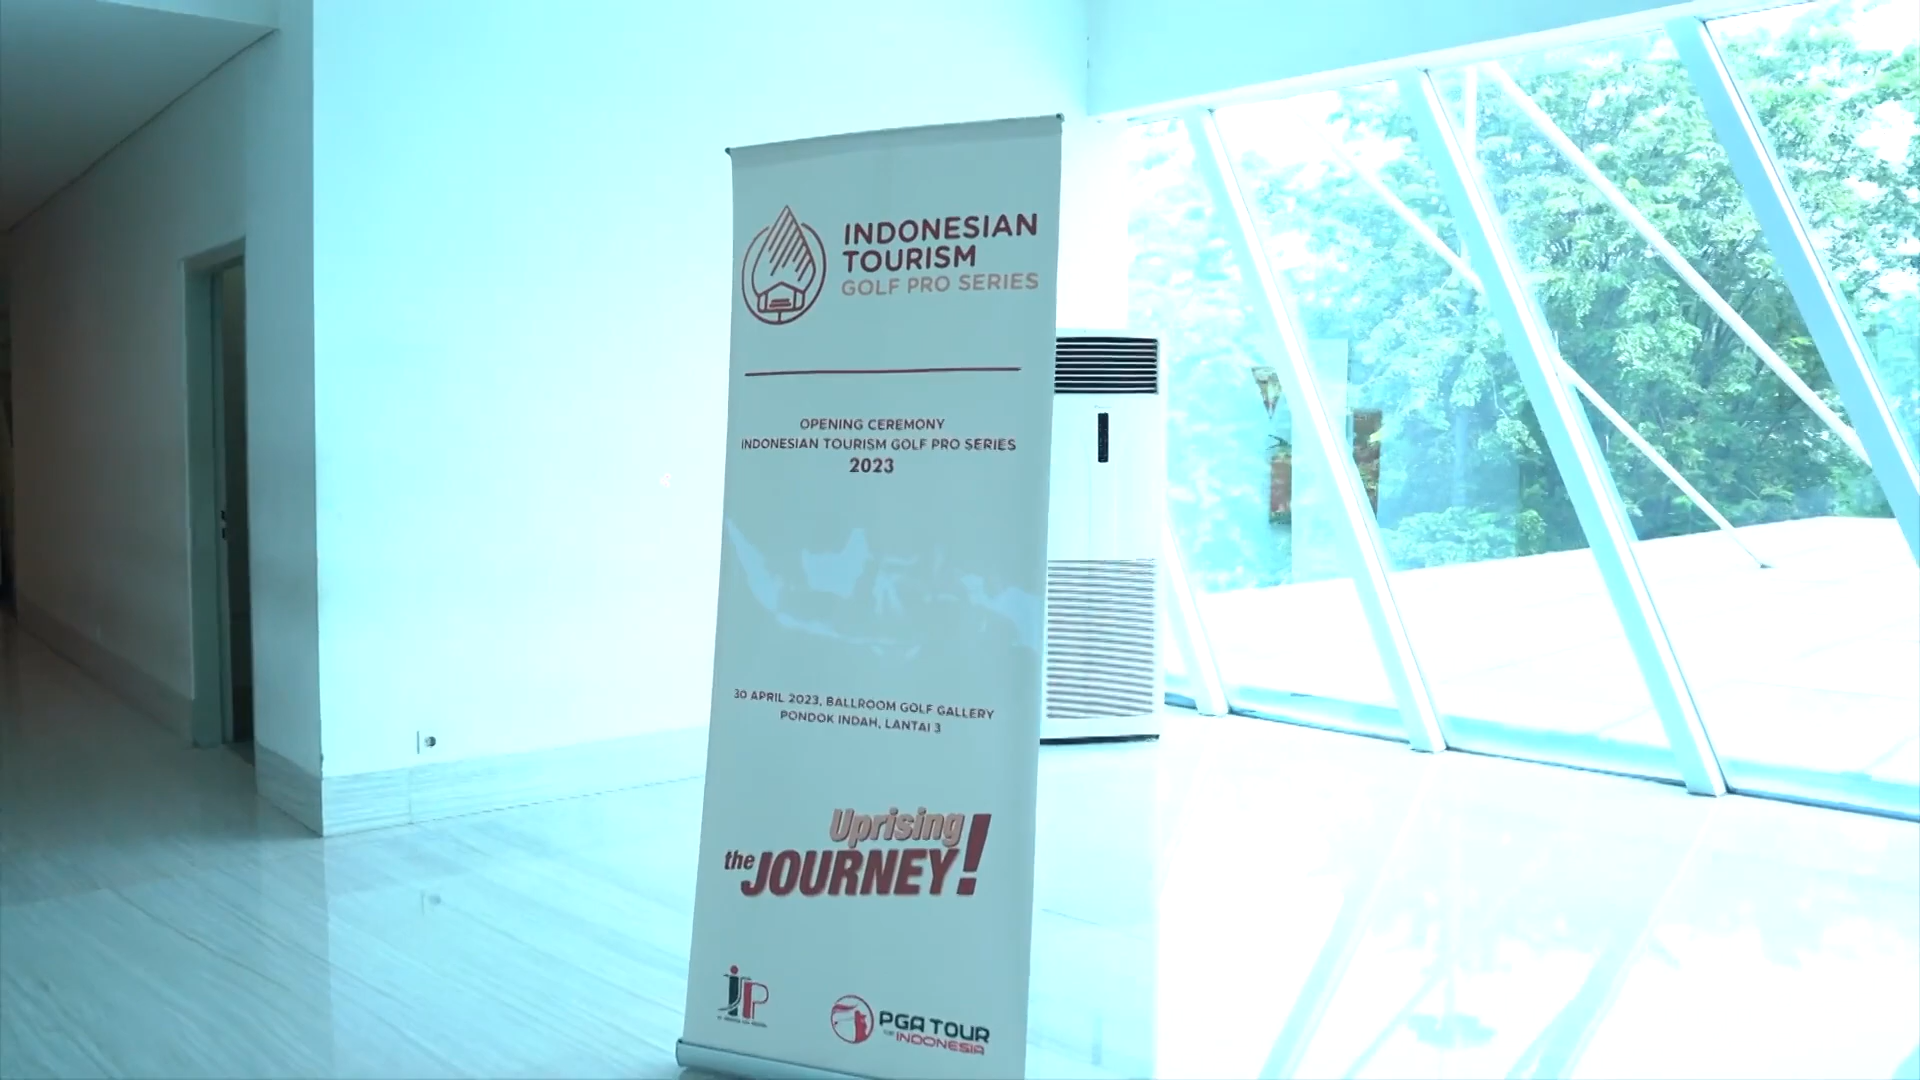 INDONESIAN
TOURISM
GOLF PRO SERIES
OPENING CEREMONY
INDONESIAN TOURISM GOLF PRO SERIES
2023
30 APRIL 2023, BALLROOM GOLF GALLERY
PONDOK INDAH, LANTAI 3
Uprising
the JOURNEY!
PGA TOUR
INDONESIA